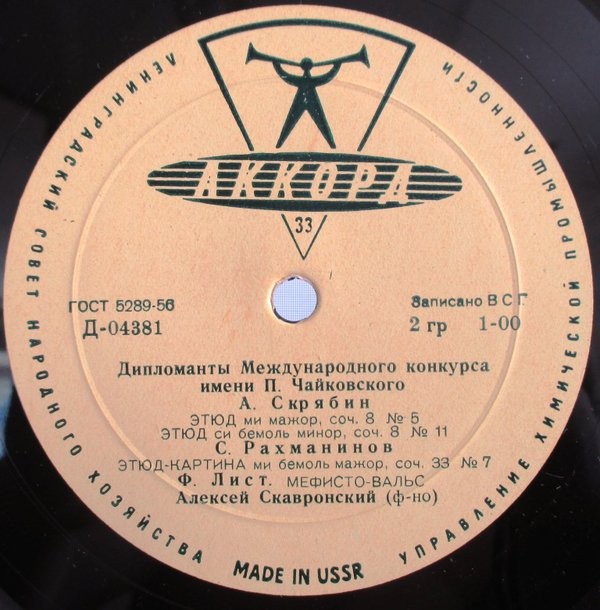 ЛЕНИНГРАДСКИЙ СОВЕТ НАРОДНОГО ХОЗЯЙСТВА
УПРАВЛЕНИЕ ХИМИЧЕСКОЙ ПРОМЫШЛЕННОСТИ
АККОРД
33
ГОСТ 5289-56
Записано ВСГ
Д-04381
2 гр 1-00
Дипломанты Международного конкурса
имени П. Чайковского
А. Скрябин
ЭТЮД ми мажор, соч. 8 № 5
ЭТЮД си бемоль минор, соч. 8 № 11
С. Рахманинов
ЭТЮД-КАРТИНА ми бемоль мажор, соч. 33 № 7
Ф. Лист. МЕФИСТО-ВАЛЬС
Алексей Скавронский (ф-но)
MADE IN USSR